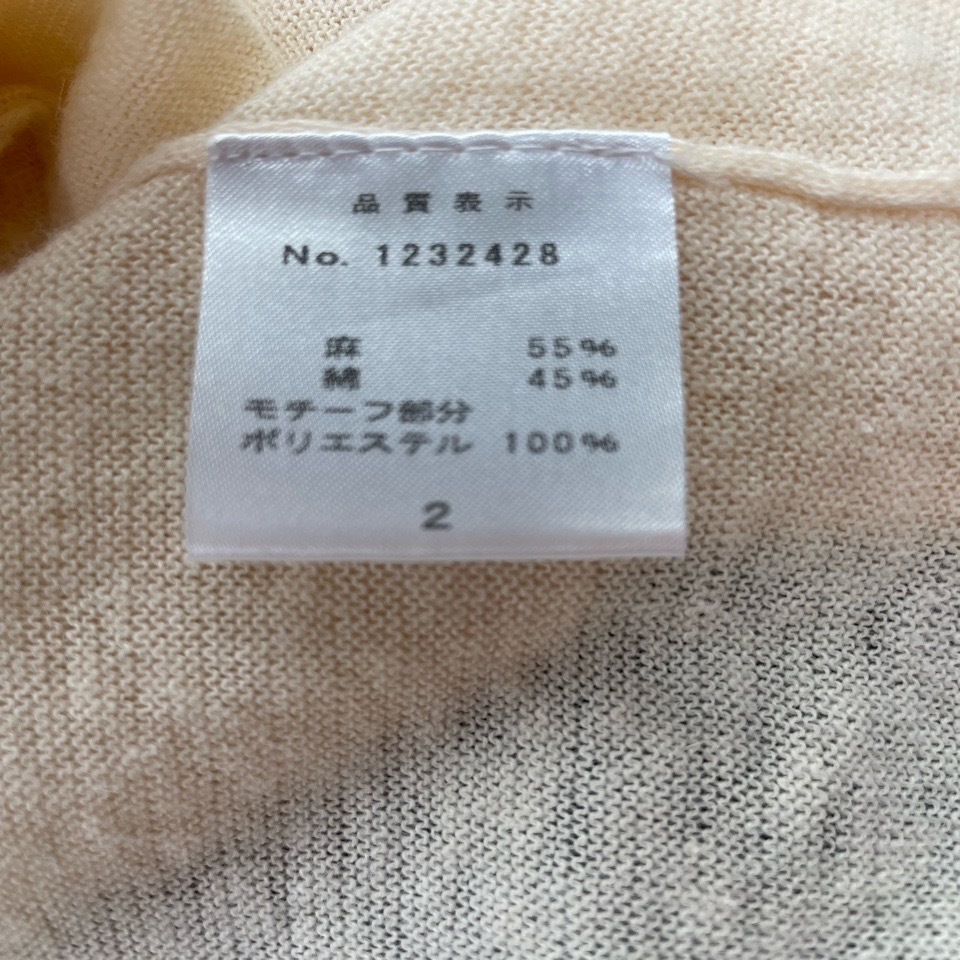 品質表示
No. 1232428
麻 55%
綿 45%
モチーフ部分
ポリエステル 100%
2